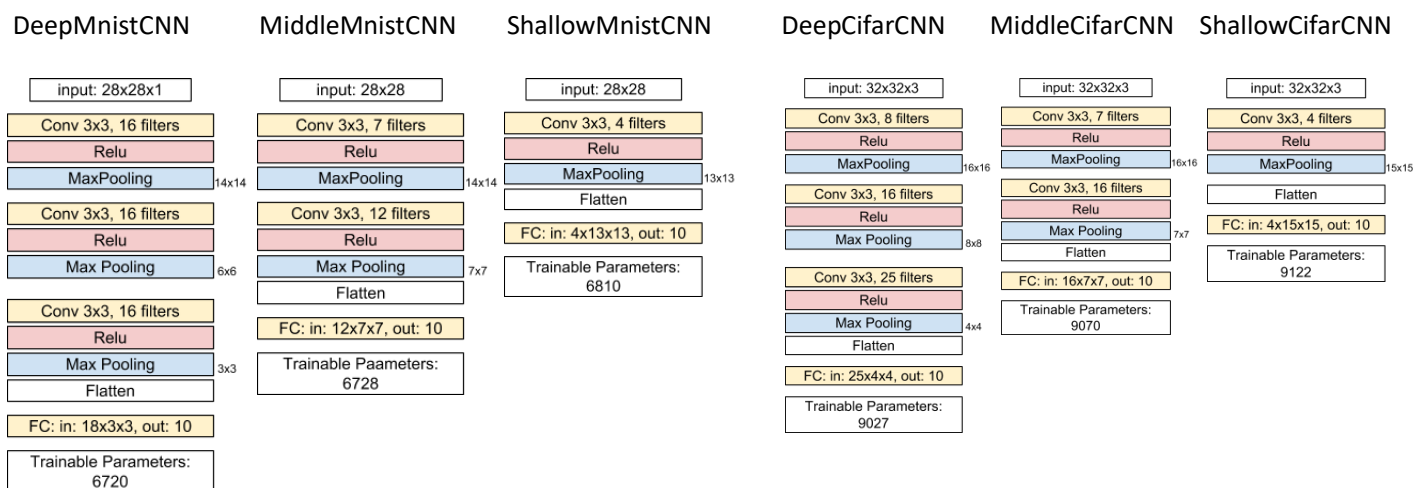 DeepMnistCNN
input: 28x28x1
Conv 3x3, 16 filters
Relu
MaxPooling
14x14
Conv 3x3, 16 filters
Relu
Max Pooling
6x6
Conv 3x3, 16 filters
Relu
Max Pooling
3x3
Flatten
FC: in: 18x3x3, out: 10
Trainable Parameters:
6720
MiddleMnistCNN
input: 28x28
Conv 3x3, 7 filters
Relu
MaxPooling
14x14
Conv 3x3, 12 filters
Relu
Max Pooling
7x7
Flatten
FC: in: 12x7x7, out: 10
Trainable Paameters:
6728
ShallowMnistCNN
input: 28x28
Conv 3x3, 4 filters
Relu
MaxPooling
13x13
Flatten
FC: in: 4x13x13, out: 10
Trainable Parameters:
6810
DeepCifarCNN
input: 32x32x3
Conv 3x3, 8 filters
Relu
MaxPooling
16x16
Conv 3x3, 16 filters
Relu
Max Pooling
8x8
Conv 3x3, 25 filters
Relu
Max Pooling
4x4
Flatten
FC: in: 25x4x4, out: 10
Trainable Parameters:
9027
MiddleCifarCNN
input: 32x32x3
Conv 3x3, 7 filters
Relu
MaxPooling
16x16
Conv 3x3, 16 filters
Relu
Max Pooling
7x7
Flatten
FC: in: 16x7x7, out: 10
Trainable Parameters:
9070
ShallowCifarCNN
input: 32x32x3
Conv 3x3, 4 filters
Relu
MaxPooling
15x15
Flatten
FC: in: 4x15x15, out: 10
Trainable Parameters:
9122